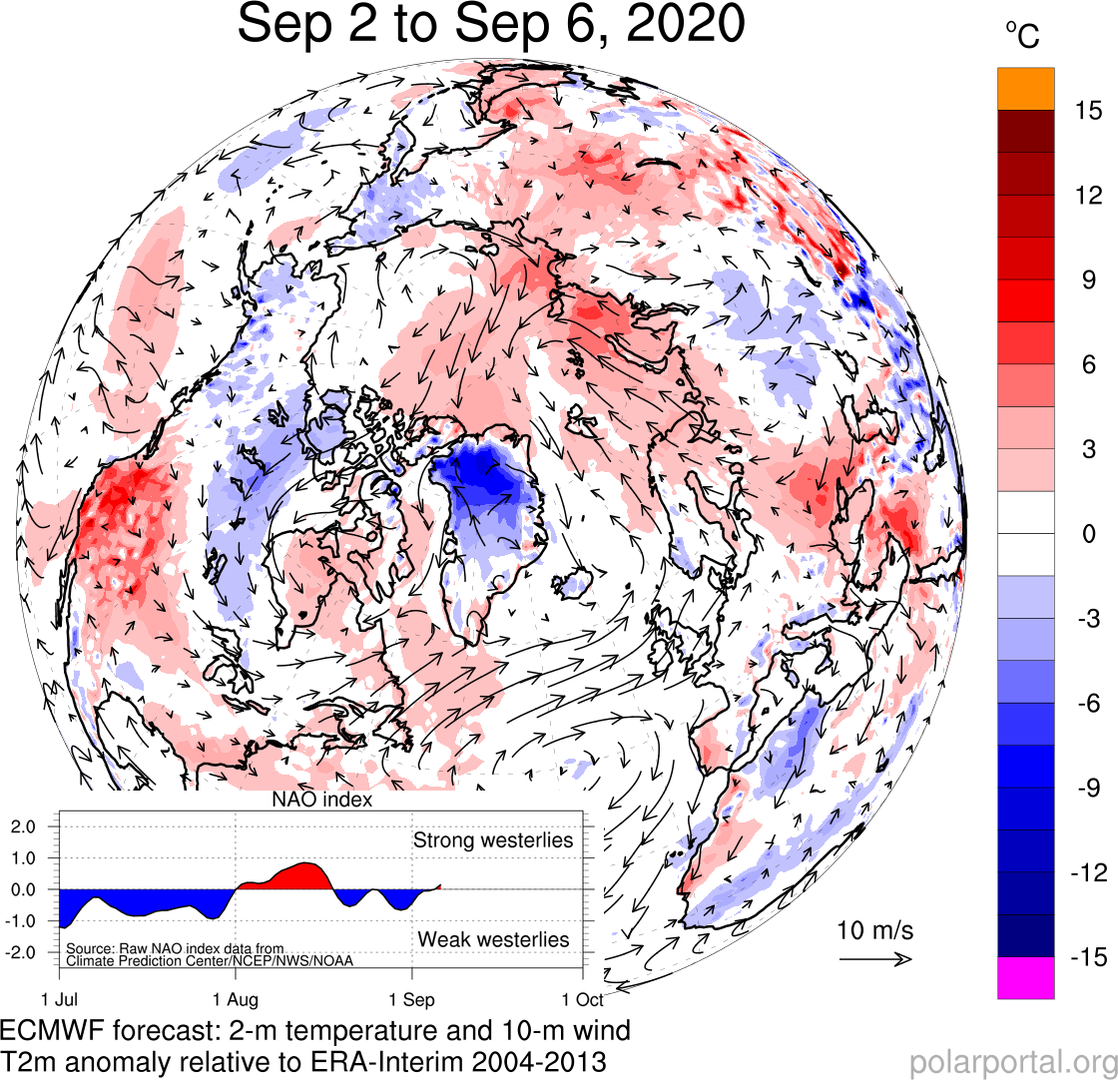 Sep 2 to Sep 6, 2020
°C
15
12
9
6
3
0
-3
-6
-9
-12
-15
10 m/s
NAO index
2.0
1.0
0.0
-1.0
-2.0
Strong westerlies
Weak westerlies
Source: Raw NAO index data from
Climate Prediction Center/NCEP/NWS/NOAA
1 Jul
1 Aug
1 Sep
1 Oct
ECMWF forecast: 2-m temperature and 10-m wind
T2m anomaly relative to ERA-Interim 2004-2013
polarportal.org